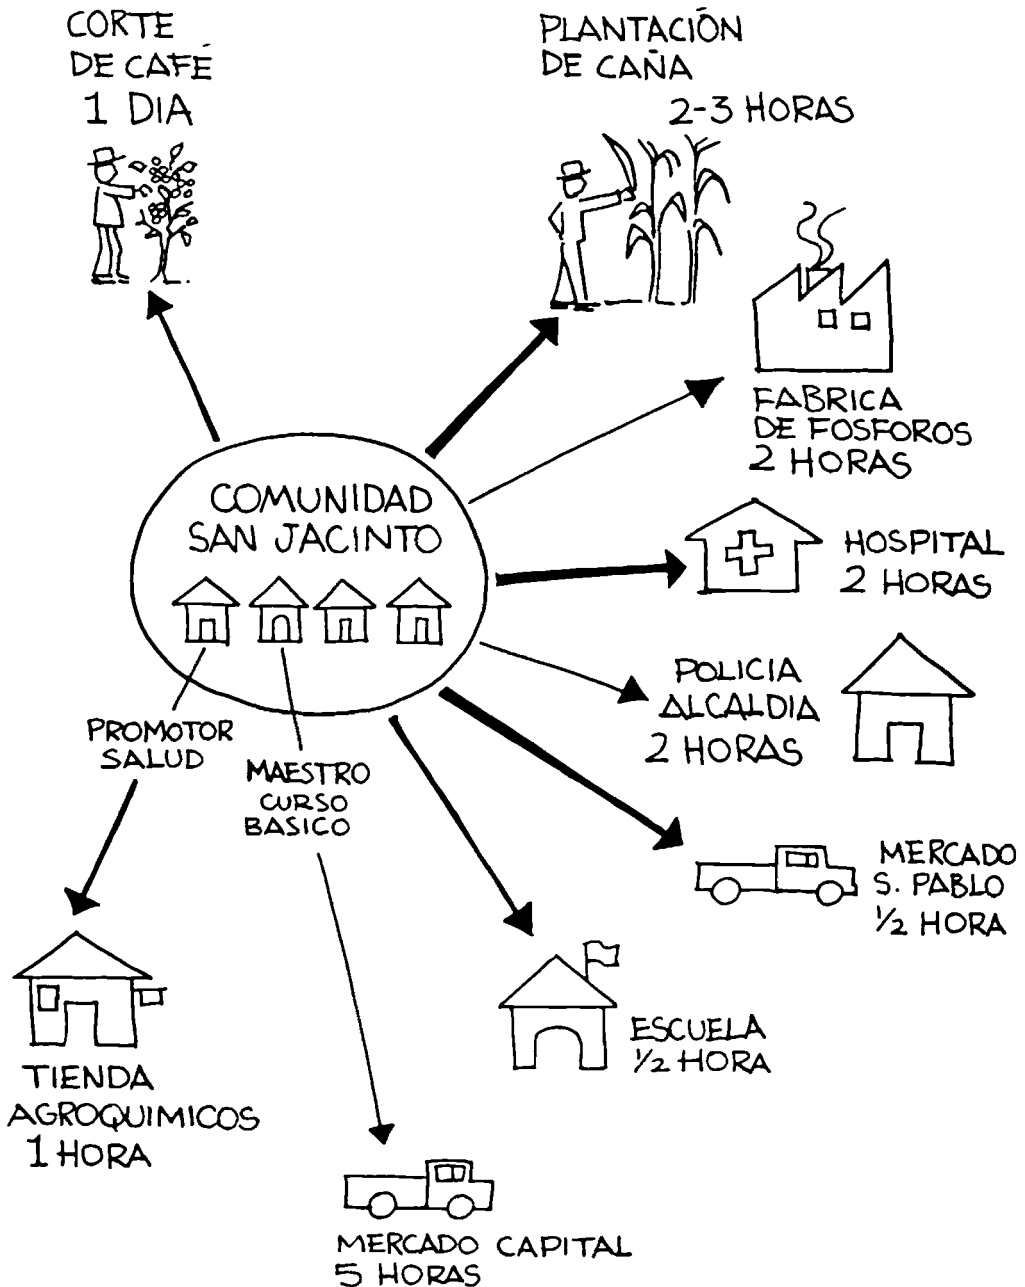 CORTE
DE CAFÉ
1 DIA
PLANTACIÓN
DE CAÑA
2-3 HORAS
FABRICA
DE FOSFOROS
2 HORAS
COMUNIDAD
SAN JACINTO
HOSPITAL
2 HORAS
POLICIA
ALCALDIA
2 HORAS
PROMOTOR
SALUD
MAESTRO
CURSO
BASICO
MERCADO
S. PABLO
1/2 HORA
ESCUELA
1/2 HORA
TIENDA
AGROQUIMICOS
1 HORA
MERCADO CAPITAL
5 HORAS